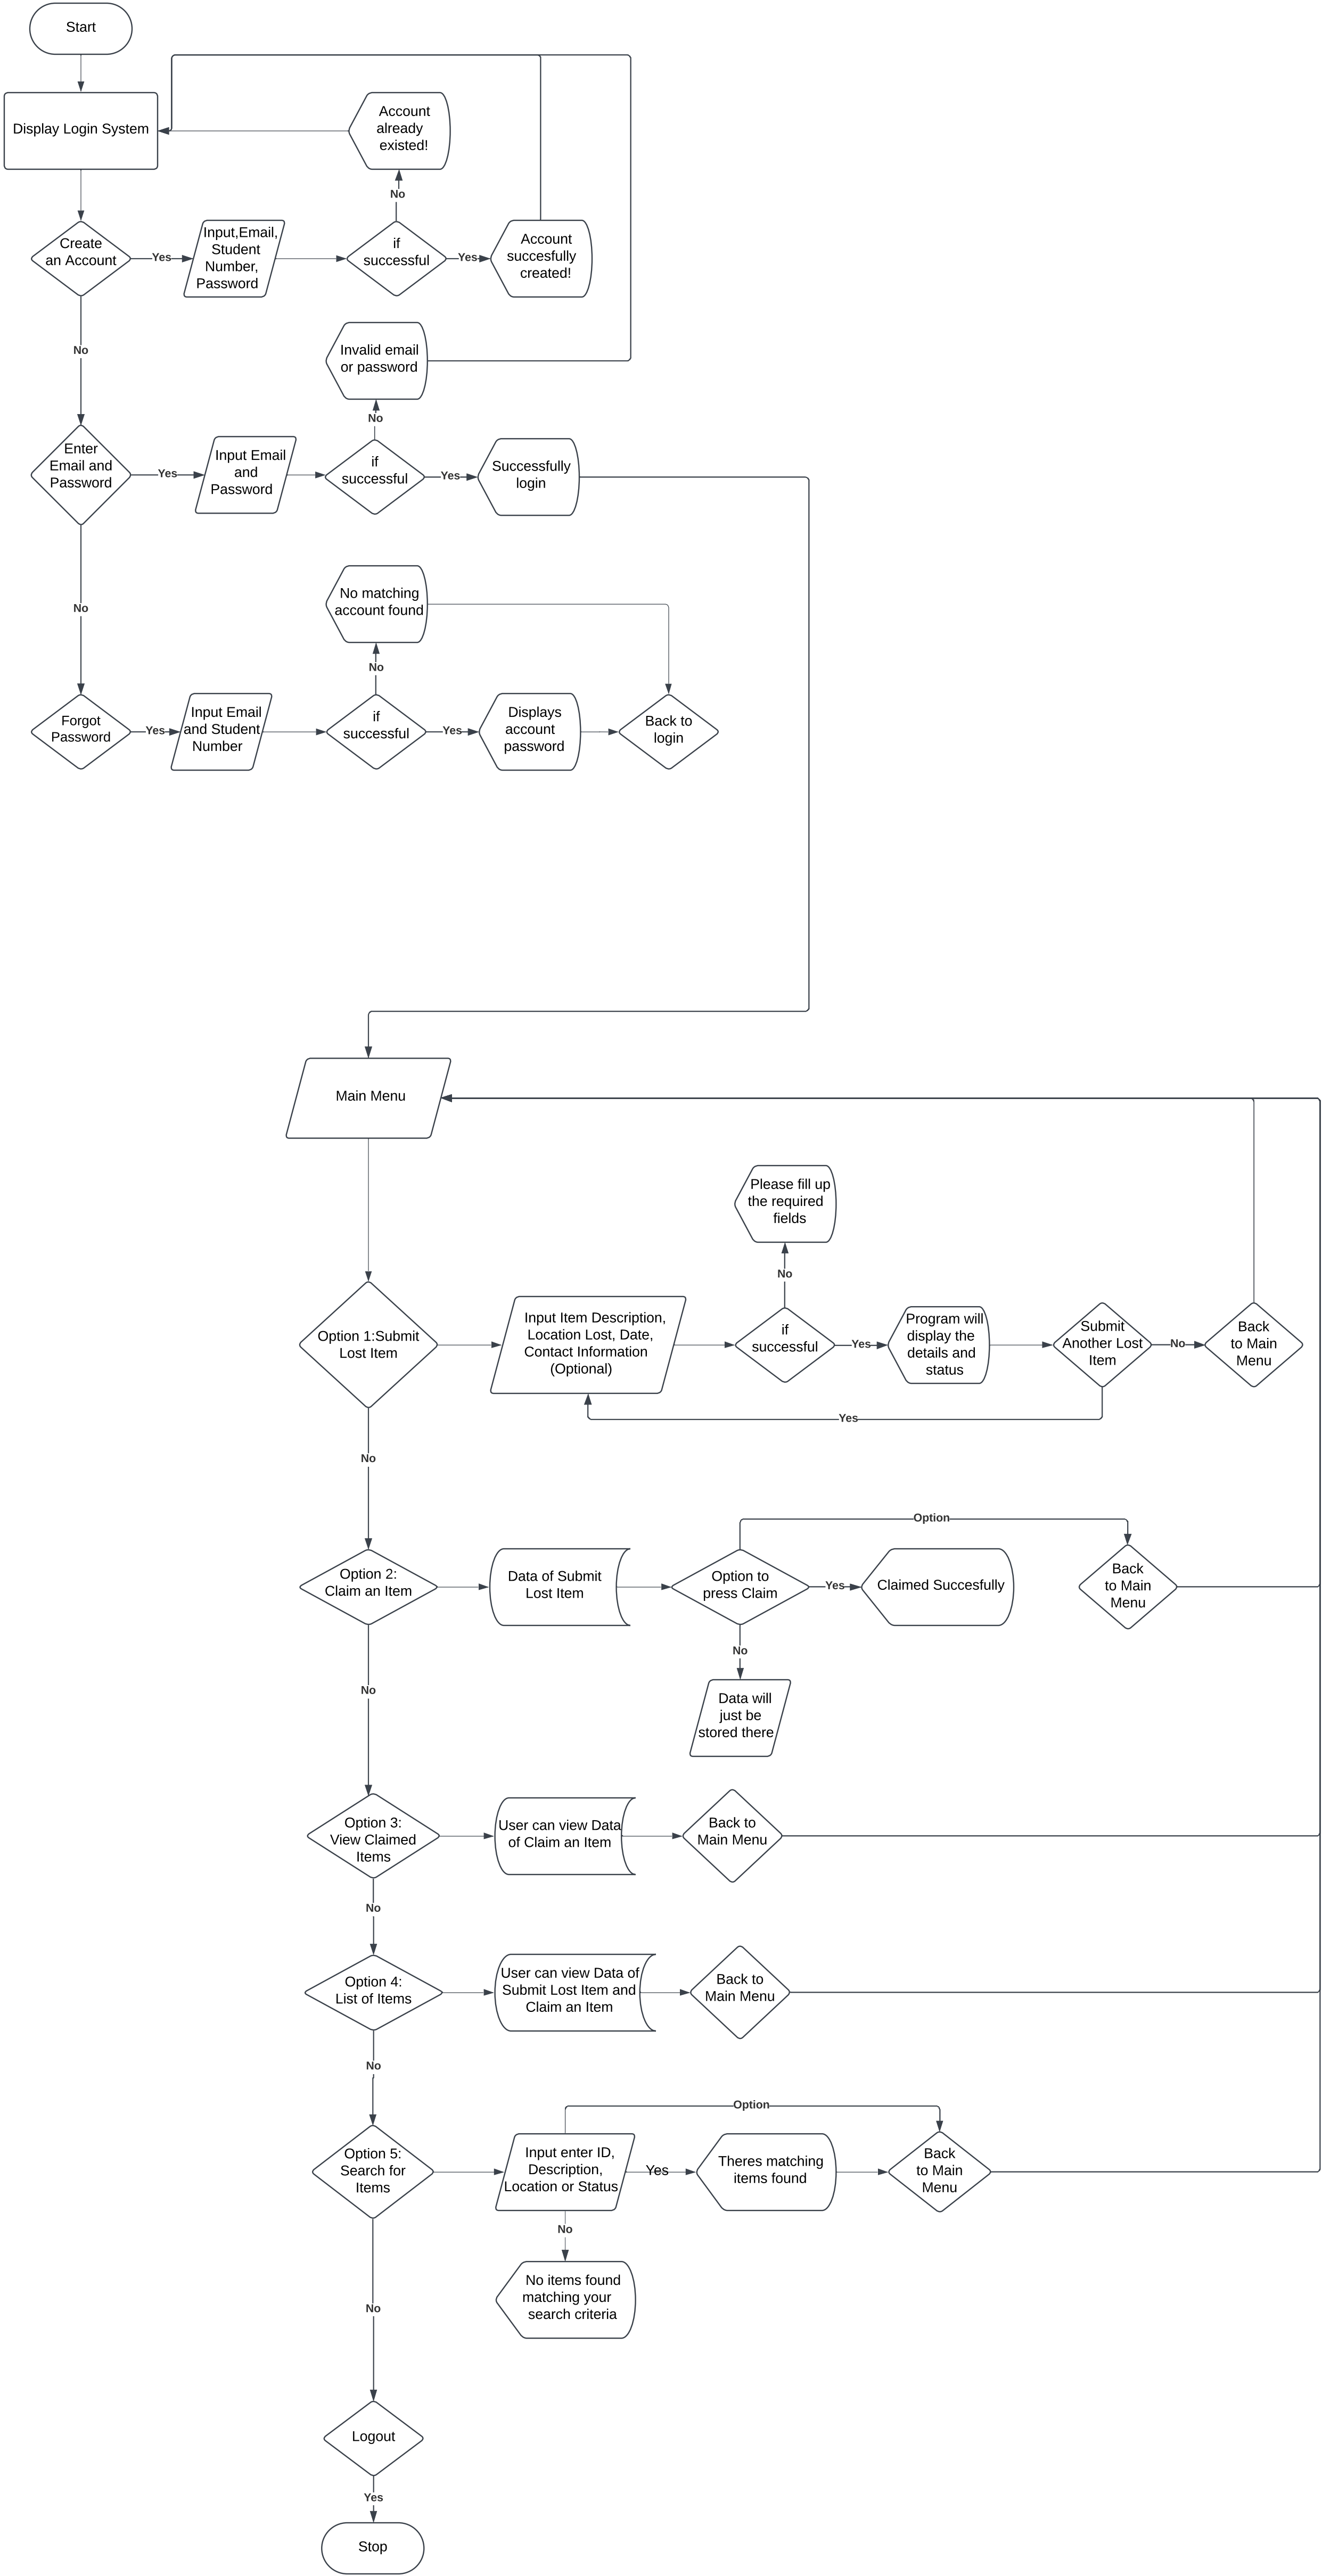 Start
Display Login System
Account
already
existed!
No
Create
an Account
Yes
Input,Email,
Student
Number,
Password
if
successful
Yes
Account
succesfully
created!
No
Invalid email
or password
No
Enter
Email and
Password
Yes
Input Email
and
Password
if
successful
Yes
Successfully
login
No
No matching
account found
No
Forgot
Password
Yes
Input Email
and Student
Number
if
successful
Yes
Displays
account
password
Back to
login
Main Menu
Please fill up
the required
fields
No
Option 1:Submit
Lost Item
Input Item Description,
Location Lost, Date,
Contact Information
(Optional)
if
successful
Yes
Program will
display the
details and
status
Submit
Another Lost
Item
No
Back
to Main
Menu
Yes
No
Option
Option 2:
Claim an Item
Data of Submit
Lost Item
Option to
press Claim
Yes
Claimed Succesfully
Back
to Main
Menu
No
No
Data will
just be
stored there
Option 3:
View Claimed
Items
User can view Data
of Claim an Item
Back to
Main Menu
No
Option 4:
List of Items
User can view Data of
Submit Lost Item and
Claim an Item
Back to
Main Menu
No
Option
Option 5:
Search for
Items
Input enter ID,
Description,
Location or Status
Yes
Theres matching
items found
Back
to Main
Menu
No
No items found
matching your
search criteria
No
Logout
Yes
Stop